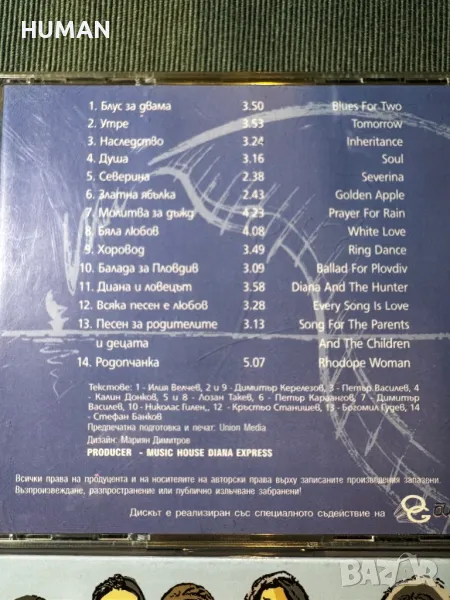 HUMAN
1. Блус за двама 3.50 Blues For Two
2. Утре 3.53 Tomorrow
3. Наследство 3.24 Inheritance
4. Душа 3.16 Soul
5. Северина 2.38 Severina
6. Златна ябълка 2.43 Golden Apple
7. Молитва за дъжд 4.23 Prayer For Rain
8. Бяла любов 4.08 White Love
9. Хоровод 3.49 Ring Dance
10. Балада за Пловдив 3.09 Ballad For Plovdiv
11. Диана и ловецът 3.58 Diana And The Hunter
12. Всяка песен е любов 3.28 Every Song Is Love
13. Песен за родителите 3.13 Song For The Parents
и децата And The Children
14. Родопчанка 5.07 Rhodope Woman
Текстове: 1 - Илия Велчев, 2 и 9 - Димитър Керелезов, 3 - Петър Василев, 4
- Калин Донков, 5 и 8 - Лозан Такев, 6 - Петър Караангов, 7 - Димитър
Василев, 10 - Николас Гилен,, 12 - Кръстьо Станишев, 13 - Богомил Гудев, 14
- Стефан Банков
Предпечатна подготовка и печат: Union Media
Дизайн: Мариян Димитров
PRODUCER - MUSIC HOUSE DIANA EXPRESS
Всички права на продуцента и на носителите на авторски права върху записаните произведения запазени.
Възпроизвеждане, разпространение или публично излъчване забранени!
Дискът е реализиран със специалното съдействие на
bazar